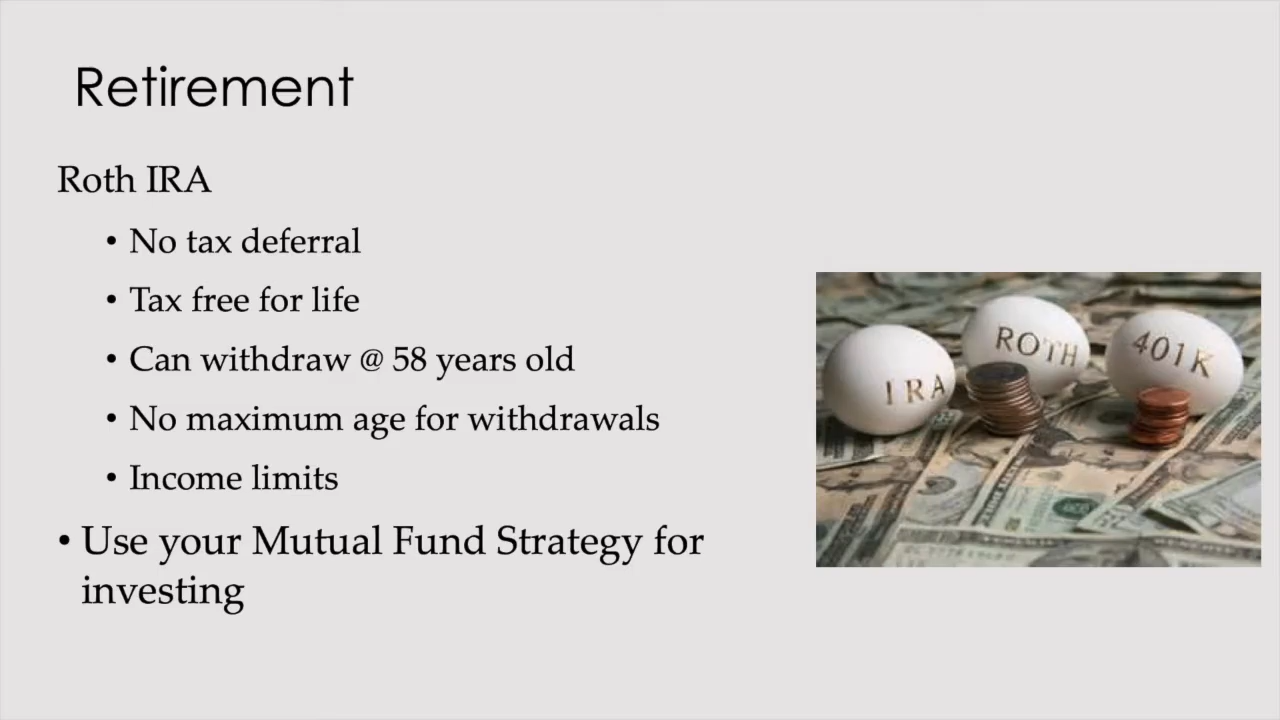 Retirement
Roth IRA
• No tax deferral
• Tax free for life
• Can withdraw @ 58 years old
• No maximum age for withdrawals
• Income limits
• Use your Mutual Fund Strategy for
investing
IRA
ROTH
401K